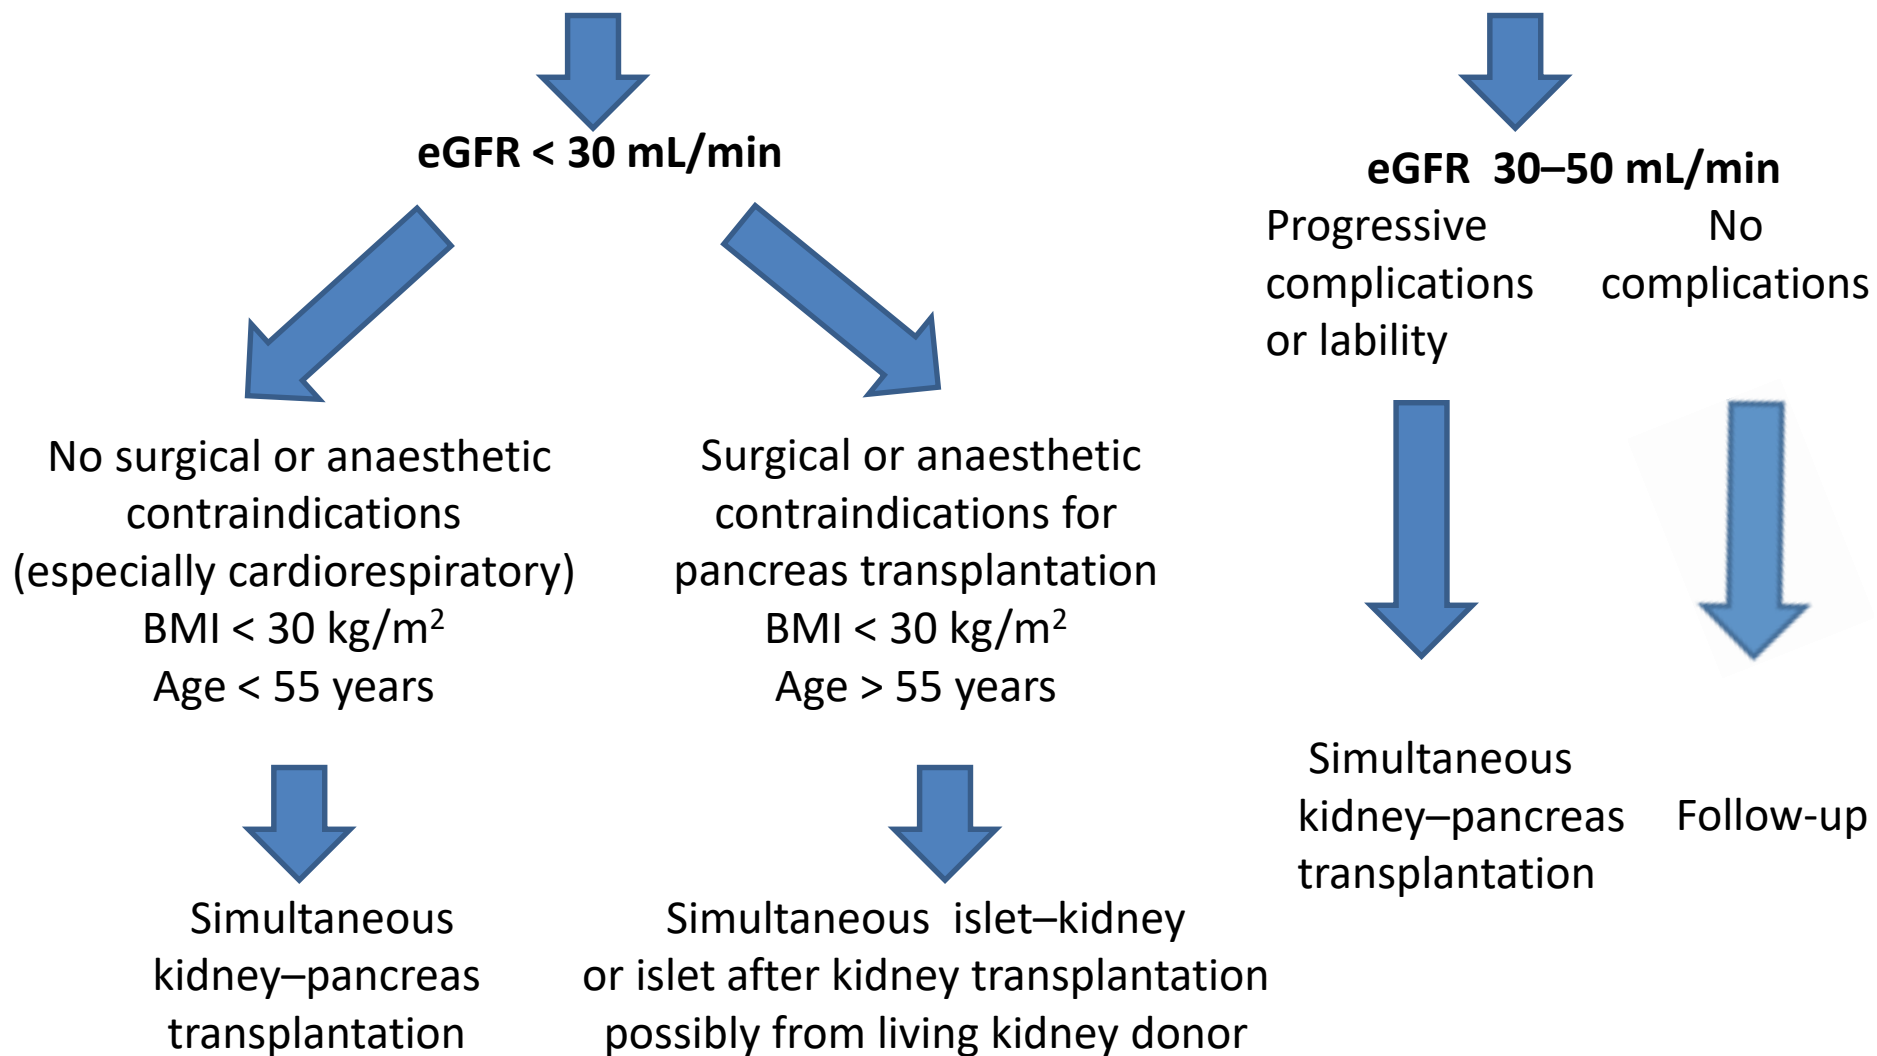 eGFR < 30 mL/min
No surgical or anaesthetic
contraindications
(especially cardiorespiratory)
BMI < 30 kg/m²
Age < 55 years
Simultaneous
kidney–pancreas
transplantation
Surgical or anaesthetic
contraindications for
pancreas transplantation
BMI < 30 kg/m²
Age > 55 years
Simultaneous islet–kidney
or islet after kidney transplantation
possibly from living kidney donor
eGFR 30–50 mL/min
Progressive
complications
or lability
Simultaneous
kidney–pancreas
transplantation
No
complications
Follow-up